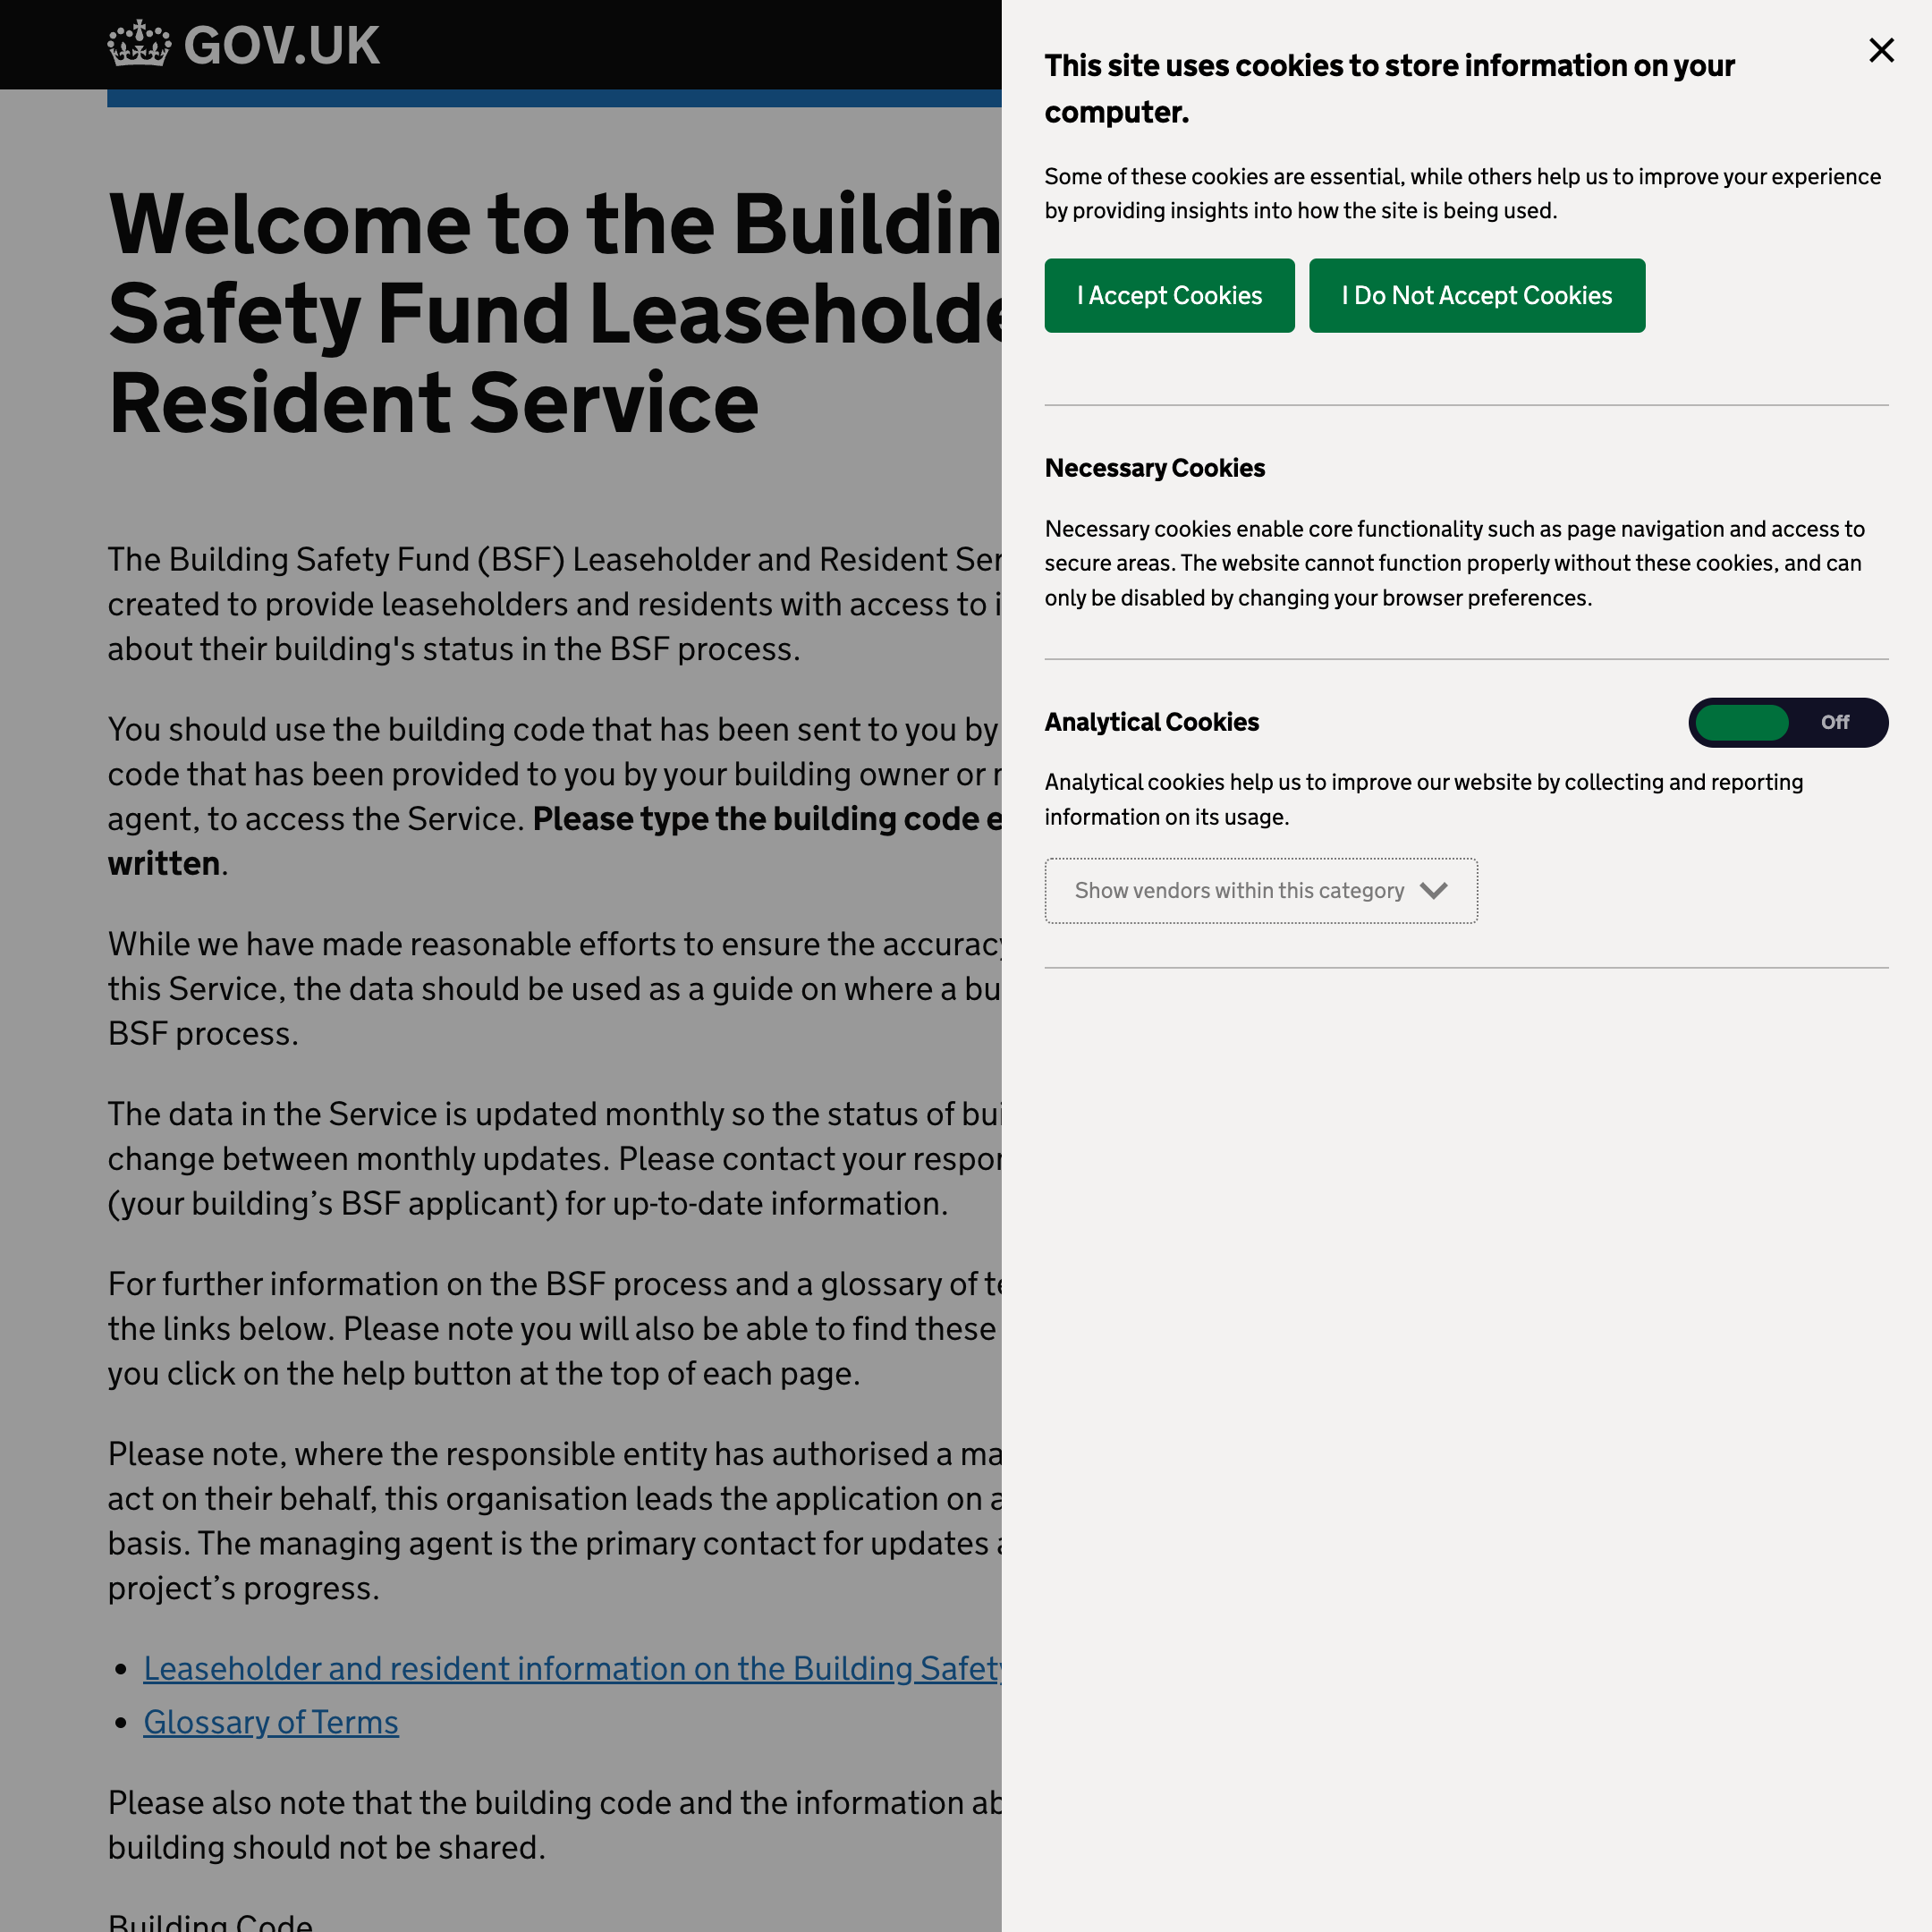 GOV.UK
Welcome to the Buildin
Safety Fund Leaseholde
Resident Service
The Building Safety Fund (BSF) Leaseholder and Resident Ser
created to provide leaseholders and residents with access to i
about their building's status in the BSF process.
You should use the building code that has been sent to you by
code that has been provided to you by your building owner or
agent, to access the Service. Please type the building code e
written.
While we have made reasonable efforts to ensure the accuracy
this Service, the data should be used as a guide on where a bu
BSF process.
The data in the Service is updated monthly so the status of bui
change between monthly updates. Please contact your respon
(your building’s BSF applicant) for up-to-date information.
For further information on the BSF process and a glossary of te
the links below. Please note you will also be able to find these
you click on the help button at the top of each page.
Please note, where the responsible entity has authorised a ma
act on their behalf, this organisation leads the application on a
basis. The managing agent is the primary contact for updates a
project’s progress.
Leaseholder and resident information on the Building Safety
Glossary of Terms
Please also note that the building code and the information ab
building should not be shared.
Building Code
This site uses cookies to store information on your
computer.
Some of these cookies are essential, while others help us to improve your experience
by providing insights into how the site is being used.
I Accept Cookies
I Do Not Accept Cookies
Necessary Cookies
Necessary cookies enable core functionality such as page navigation and access to
secure areas. The website cannot function properly without these cookies, and can
only be disabled by changing your browser preferences.
Analytical Cookies
Off
Analytical cookies help us to improve our website by collecting and reporting
information on its usage.
Show vendors within this category